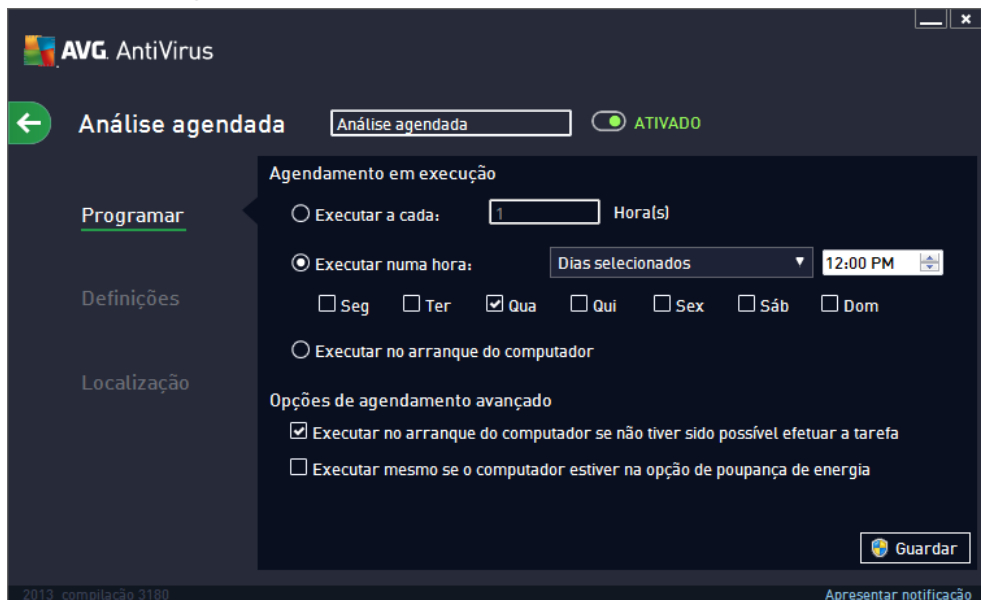 AVG. AntiVirus
Análise agendada Análise agendada ATIVADO
Agendamento em execução
Programar
Executar a cada: 1 Hora(s)
Executar numa hora: Dias selecionados 12:00 PM
Definições
Seg Ter Qua Qui Sex Sáb Dom
Executar no arranque do computador
Localização
Opções de agendamento avançado
Executar no arranque do computador se não tiver sido possível efetuar a tarefa
Executar mesmo se o computador estiver na opção de poupança de energia
Guardar
2013 compilação 3180 Apresentar notificação